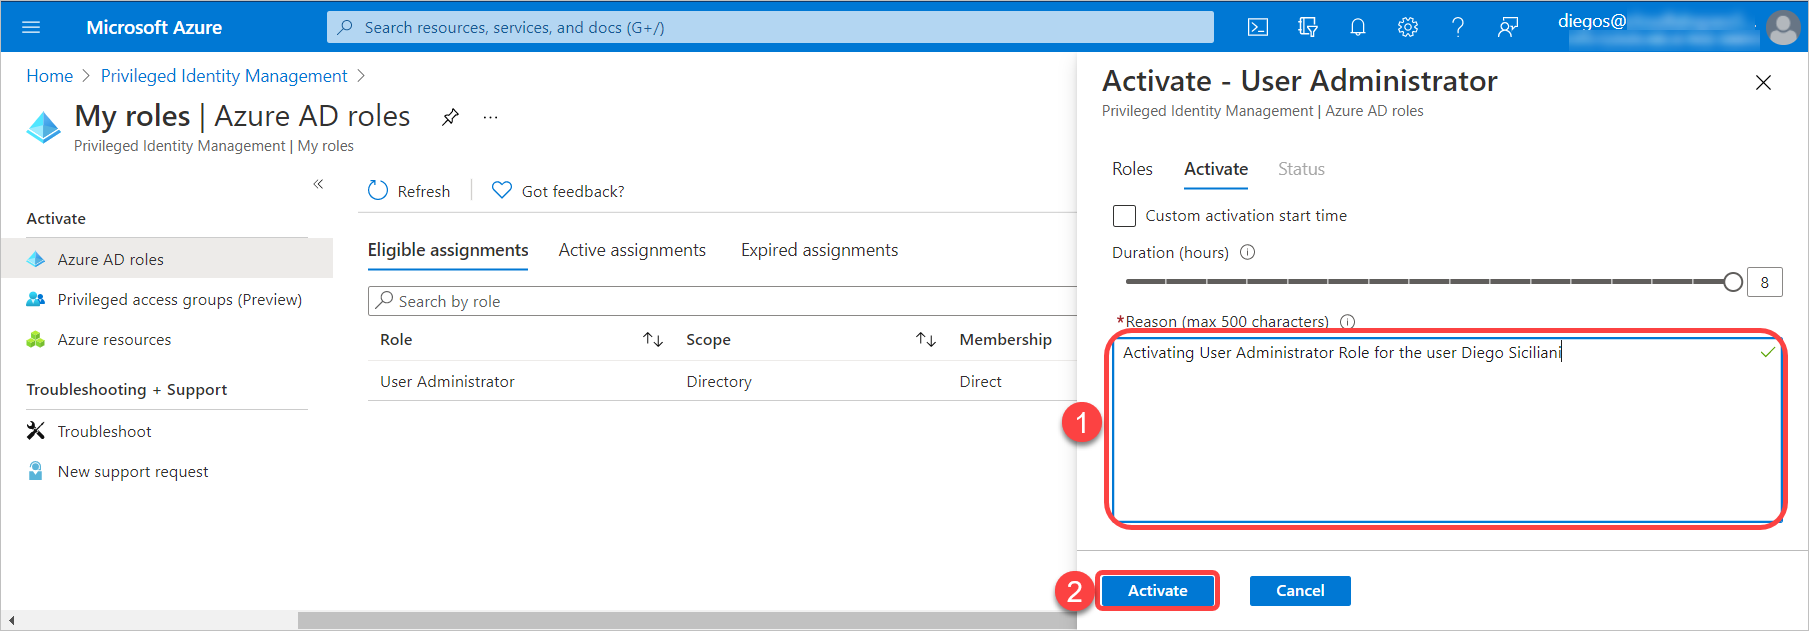 Microsoft Azure
Search resources, services, and docs (G+/)
diegos@
Home > Privileged Identity Management >
My roles | Azure AD roles
Privileged Identity Management | My roles
«
Activate
Azure AD roles
Privileged access groups (Preview)
Azure resources
Troubleshooting + Support
Troubleshoot
New support request
Refresh
Got feedback?
Eligible assignments Active assignments Expired assignments
Search by role
Role Scope Membership
User Administrator Directory Direct
Activate - User Administrator
Privileged Identity Management | Azure AD roles
Roles Activate Status
Custom activation start time
Duration (hours)
8
*Reason (max 500 characters)
Activating User Administrator Role for the user Diego Siciliani
1
2
Activate
Cancel